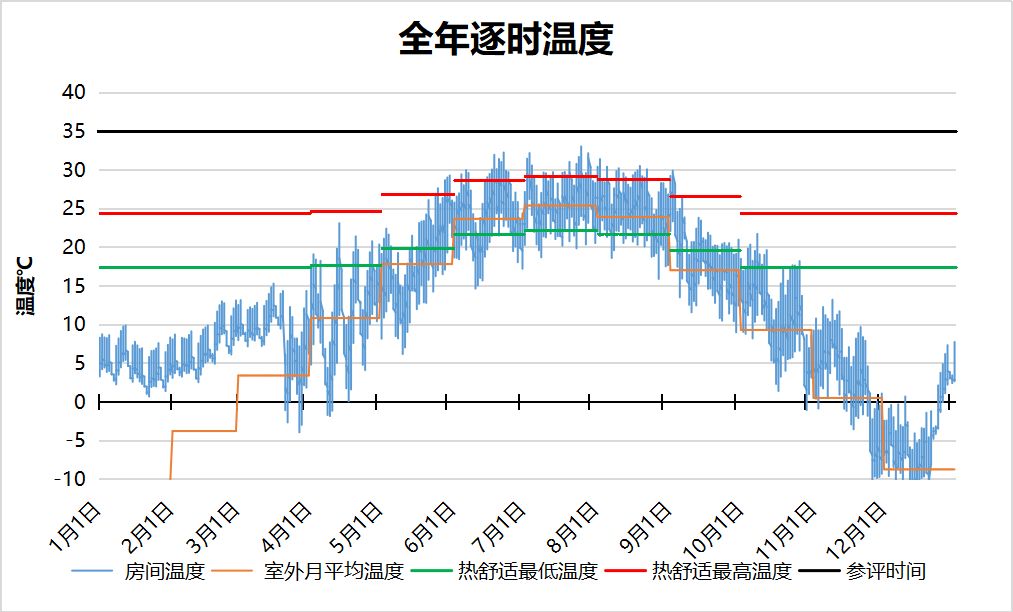 全年逐时温度
40
35
30
25
20
15
10
5
0
-5
-10
温度℃
1月1日
2月1日
3月1日
4月1日
5月1日
6月1日
7月1日
8月1日
9月1日
10月1日
11月1日
12月1日
房间温度 室外月平均温度 热舒适最低温度 热舒适最高温度 参评时间